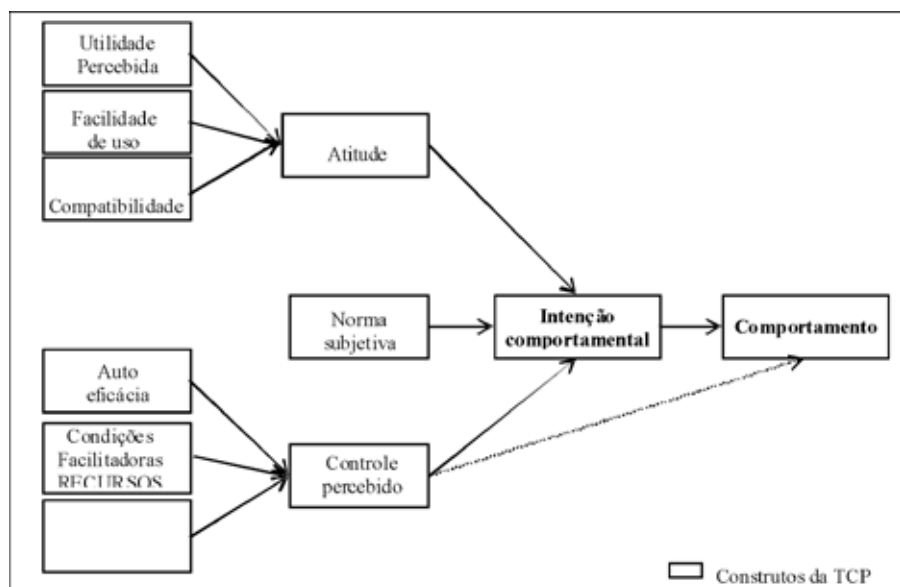 Utilidade
Percebida
Facilidade
de uso
Compatibilidade
Atitude
Norma
subjetiva
Intenção
comportamental
Comportamento
Auto
eficácia
Condições
Facilitadoras
RECURSOS
Controle
percebido
Construtos da TCP